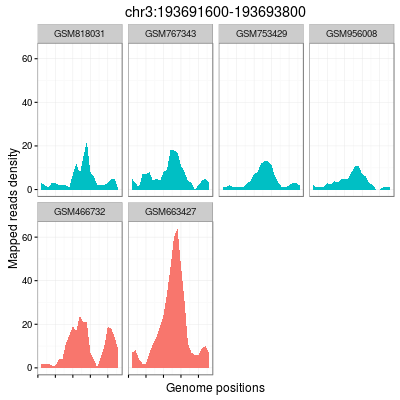 chr3:193691600-193693800
GSM818031 GSM767343 GSM753429 GSM956008
60
40
20
0
GSM466732 GSM663427
60
40
20
0
Mapped reads density
Genome positions